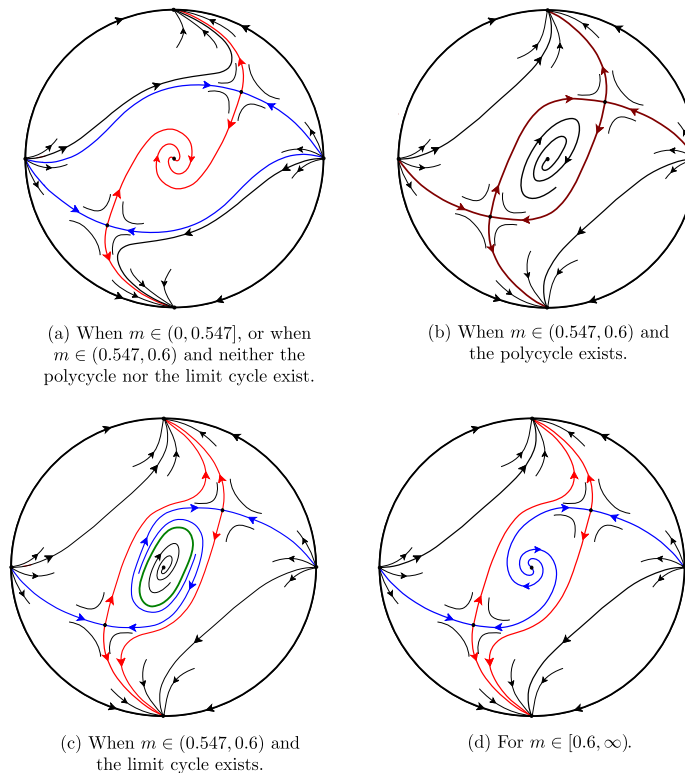 (a) When m ∈ (0, 0.547], or when
m ∈ (0.547, 0.6) and neither the
polycycle nor the limit cycle exist.
(b) When m ∈ (0.547, 0.6) and
the polycycle exists.
(c) When m ∈ (0.547, 0.6) and
the limit cycle exists.
(d) For m ∈ [0.6, ∞).